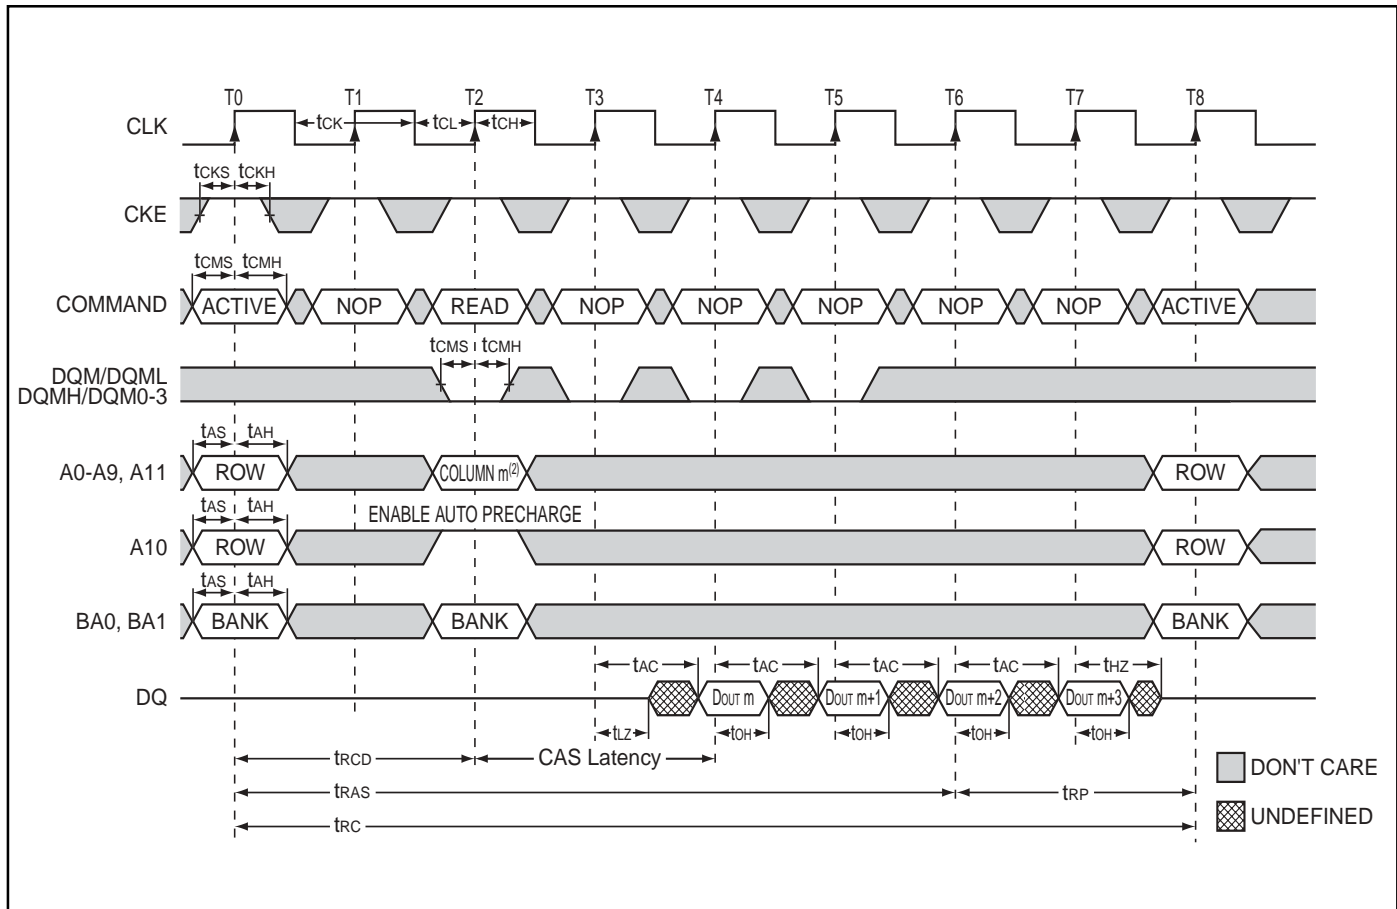 T0 T1 T2 T3 T4 T5 T6 T7 T8
CLK tCK tCL tCH
tCKS tCKH
CKE
tCMS tCMH
COMMAND ACTIVE NOP READ NOP NOP NOP NOP NOP ACTIVE
tCMS tCMH
DQM/DQML
DQMH/DQM0-3
tAS tAH
A0-A9, A11 ROW COLUMN m(2) ROW
tAS tAH ENABLE AUTO PRECHARGE
A10 ROW ROW
tAS tAH
BA0, BA1 BANK BANK BANK
tAC tAC tAC tAC tHZ
DQ DOUT m DOUT m+1 DOUT m+2 DOUT m+3
tLZ tOH tOH tOH tOH
tRCD CAS Latency
DON'T CARE
tRAS tRP
UNDEFINED
tRC